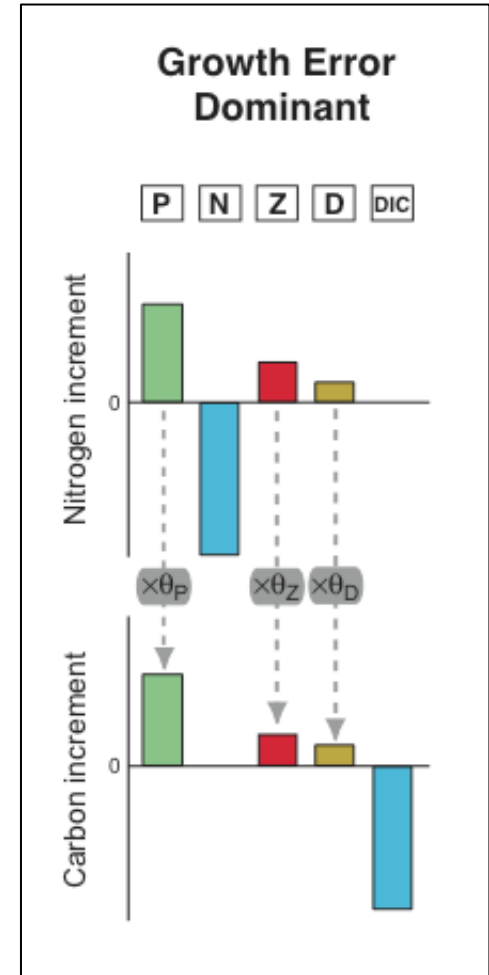 Growth Error
Dominant
P N Z D DIC
Nitrogen increment
0
×θP ×θZ ×θD
Carbon increment
0